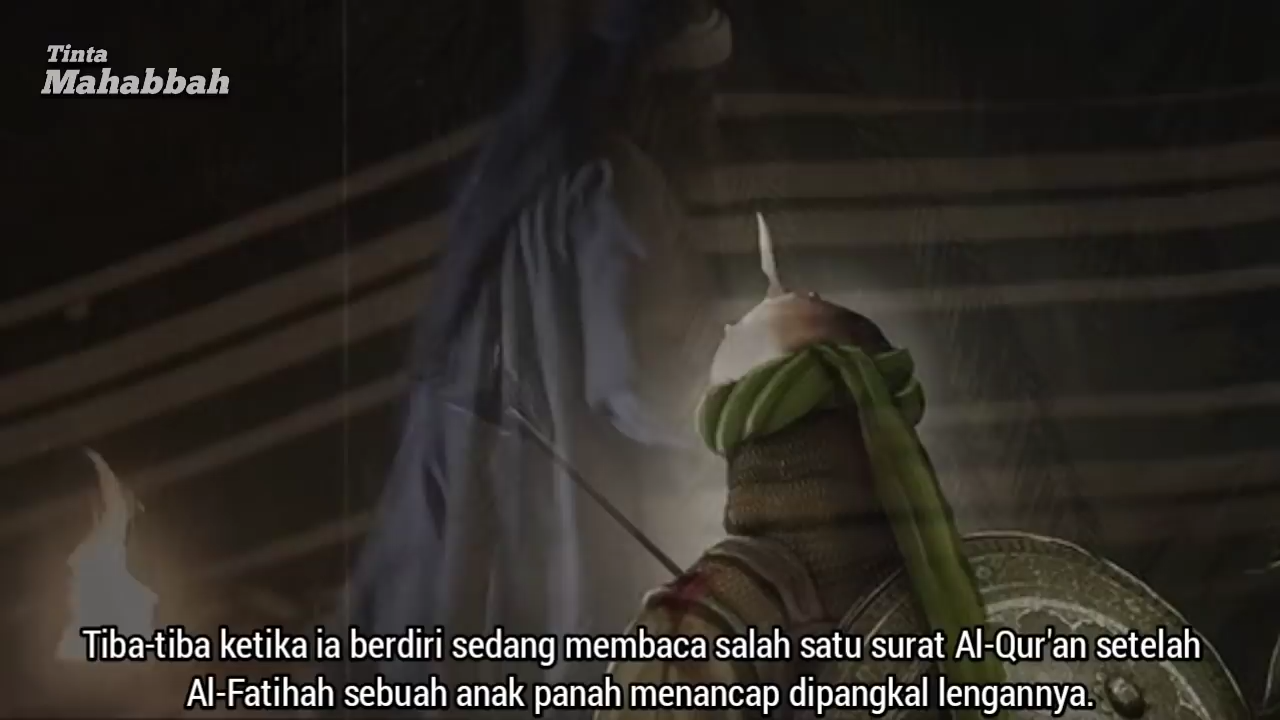 Tinta
Mahabbah
Tiba-tiba ketika ia berdiri sedang membaca salah satu surat Al-Qur'an setelah
Al-Fatihah sebuah anak panah menancap dipangkal lengannya.